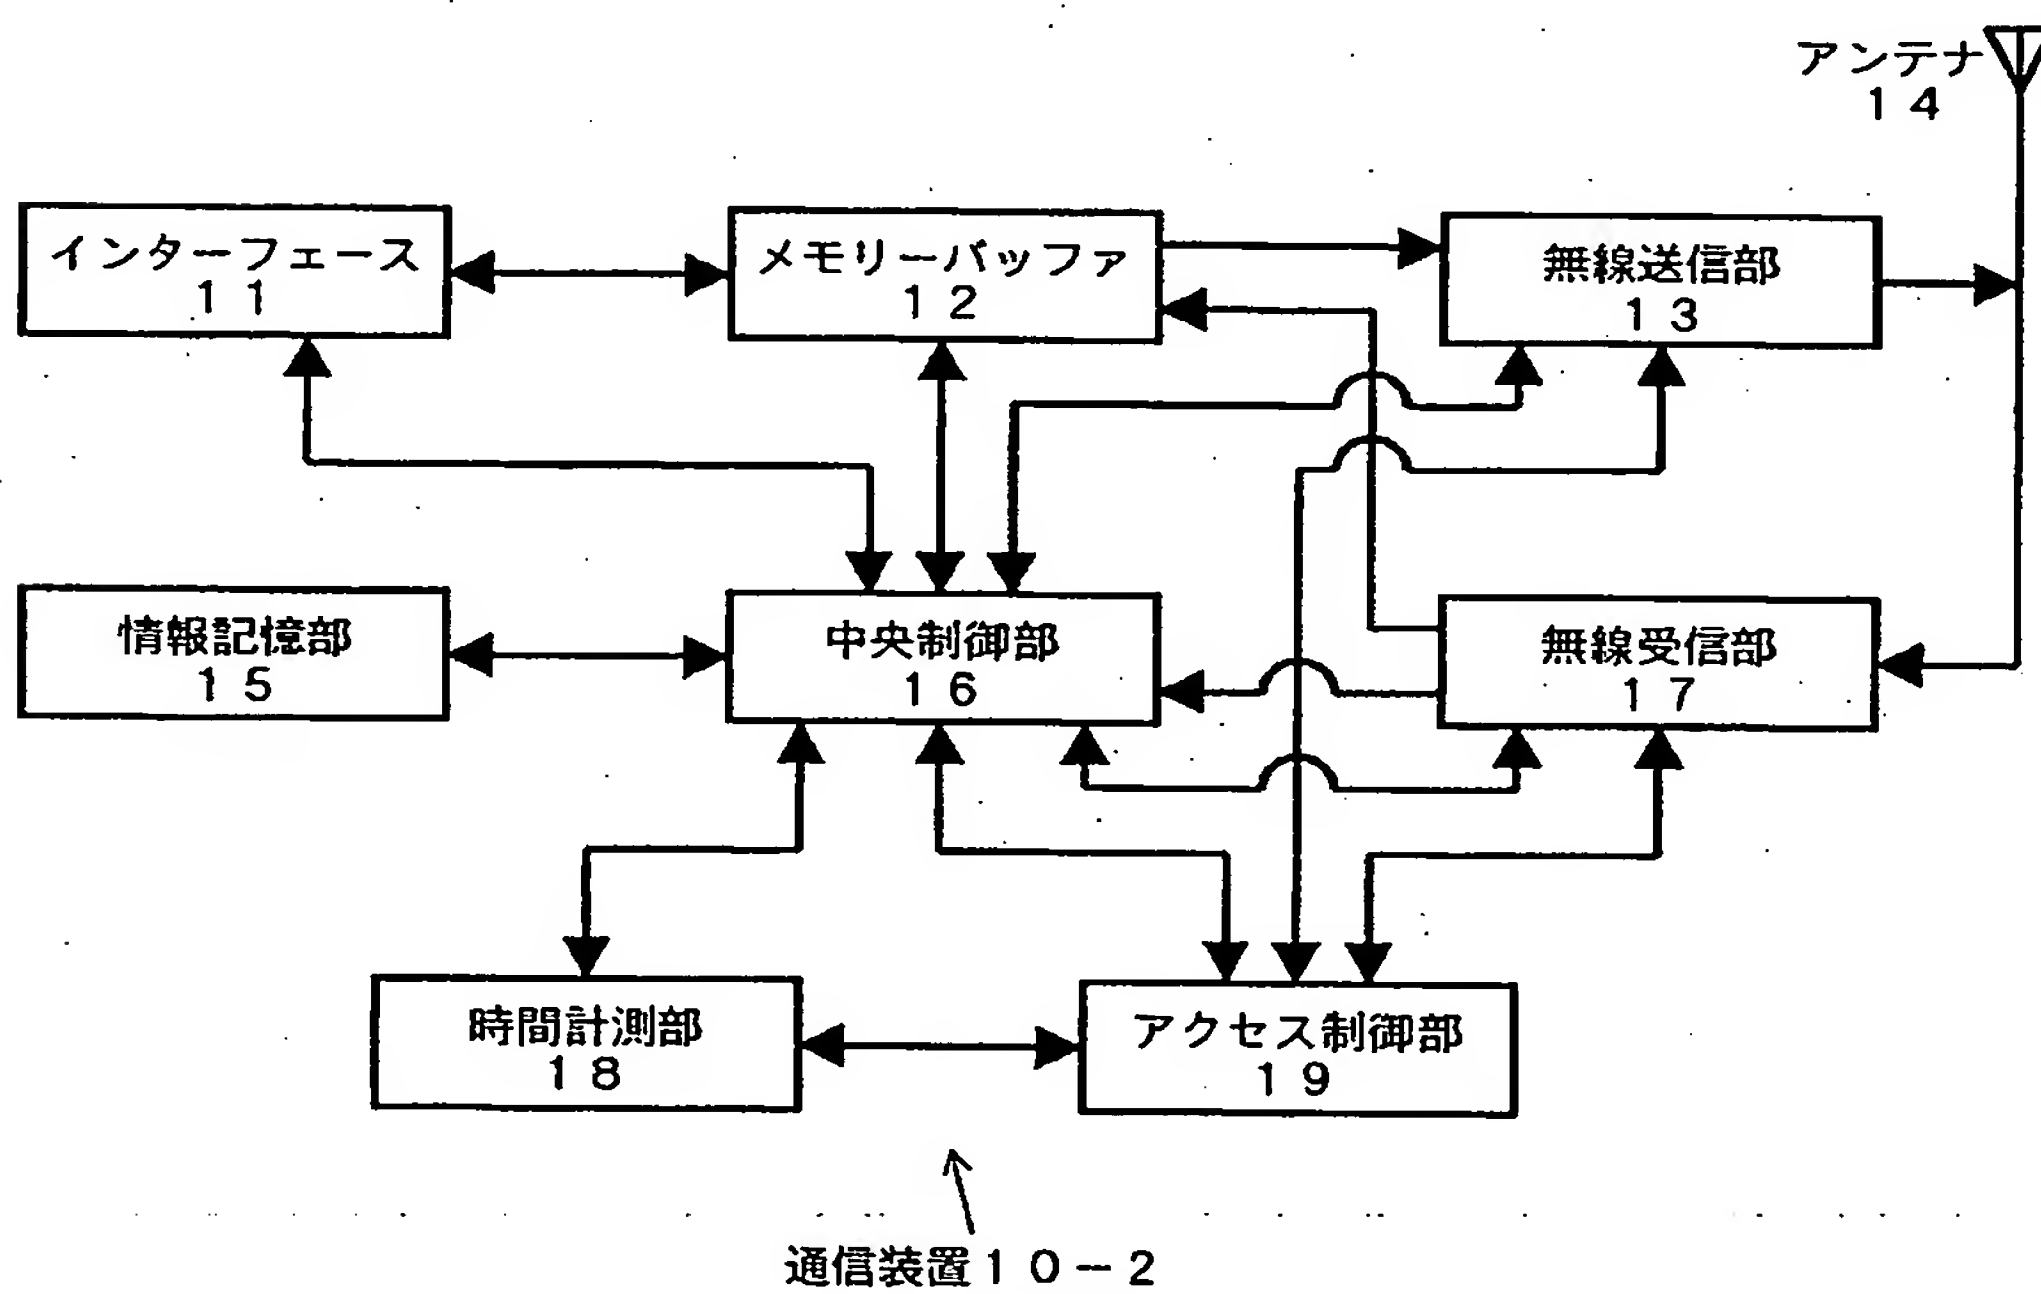 アンテナ
１４
インターフェース
１１
メモリーバッファ
１２
無線送信部
１３
情報記憶部
１５
中央制御部
１６
無線受信部
１７
時間計測部
１８
アクセス制御部
１９
通信装置１０－２